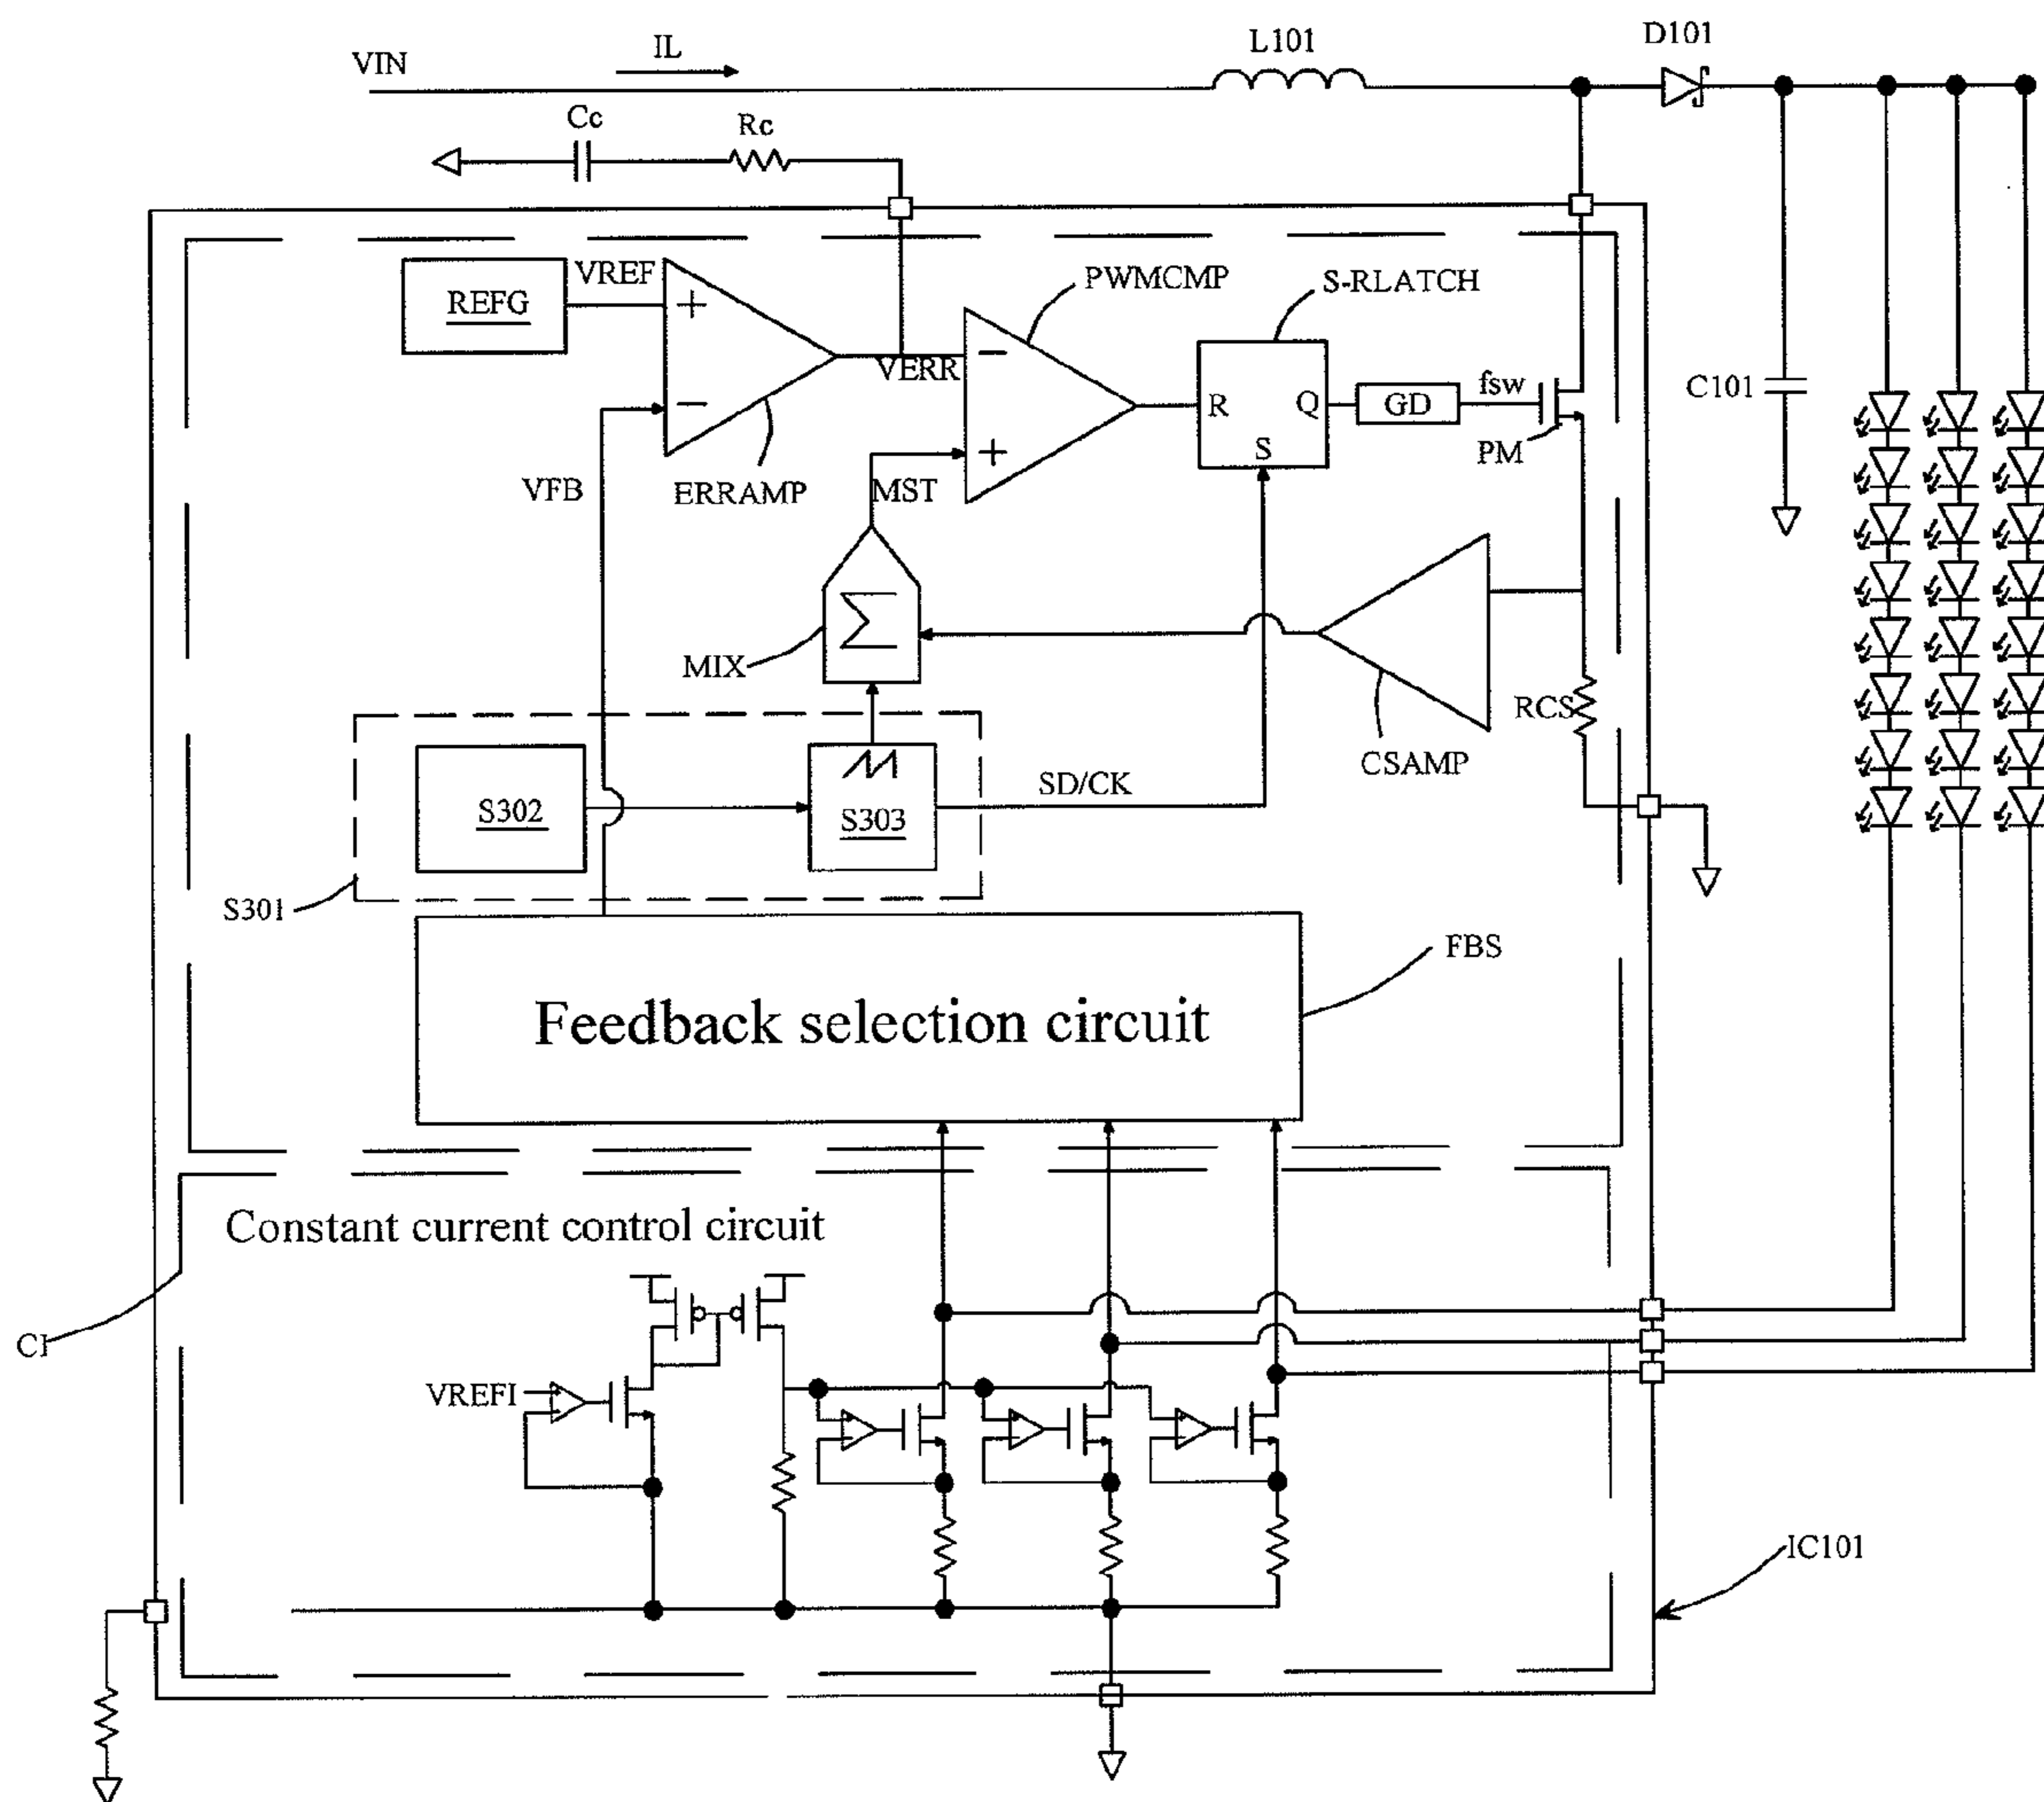 VIN
IL
L101
D101
Cc
Rc
REFG
VREF
+
−
VERR
ERRAMP
VFB
PWMCMP
−
+
MST
S-RLATCH
R
Q
S
GD
fsw
PM
C101
MIX
Σ
CSAMP
RCS
S302
S303
SD/CK
S301
FBS
Feedback selection circuit
Constant current control circuit
CI
VREFI
IC101